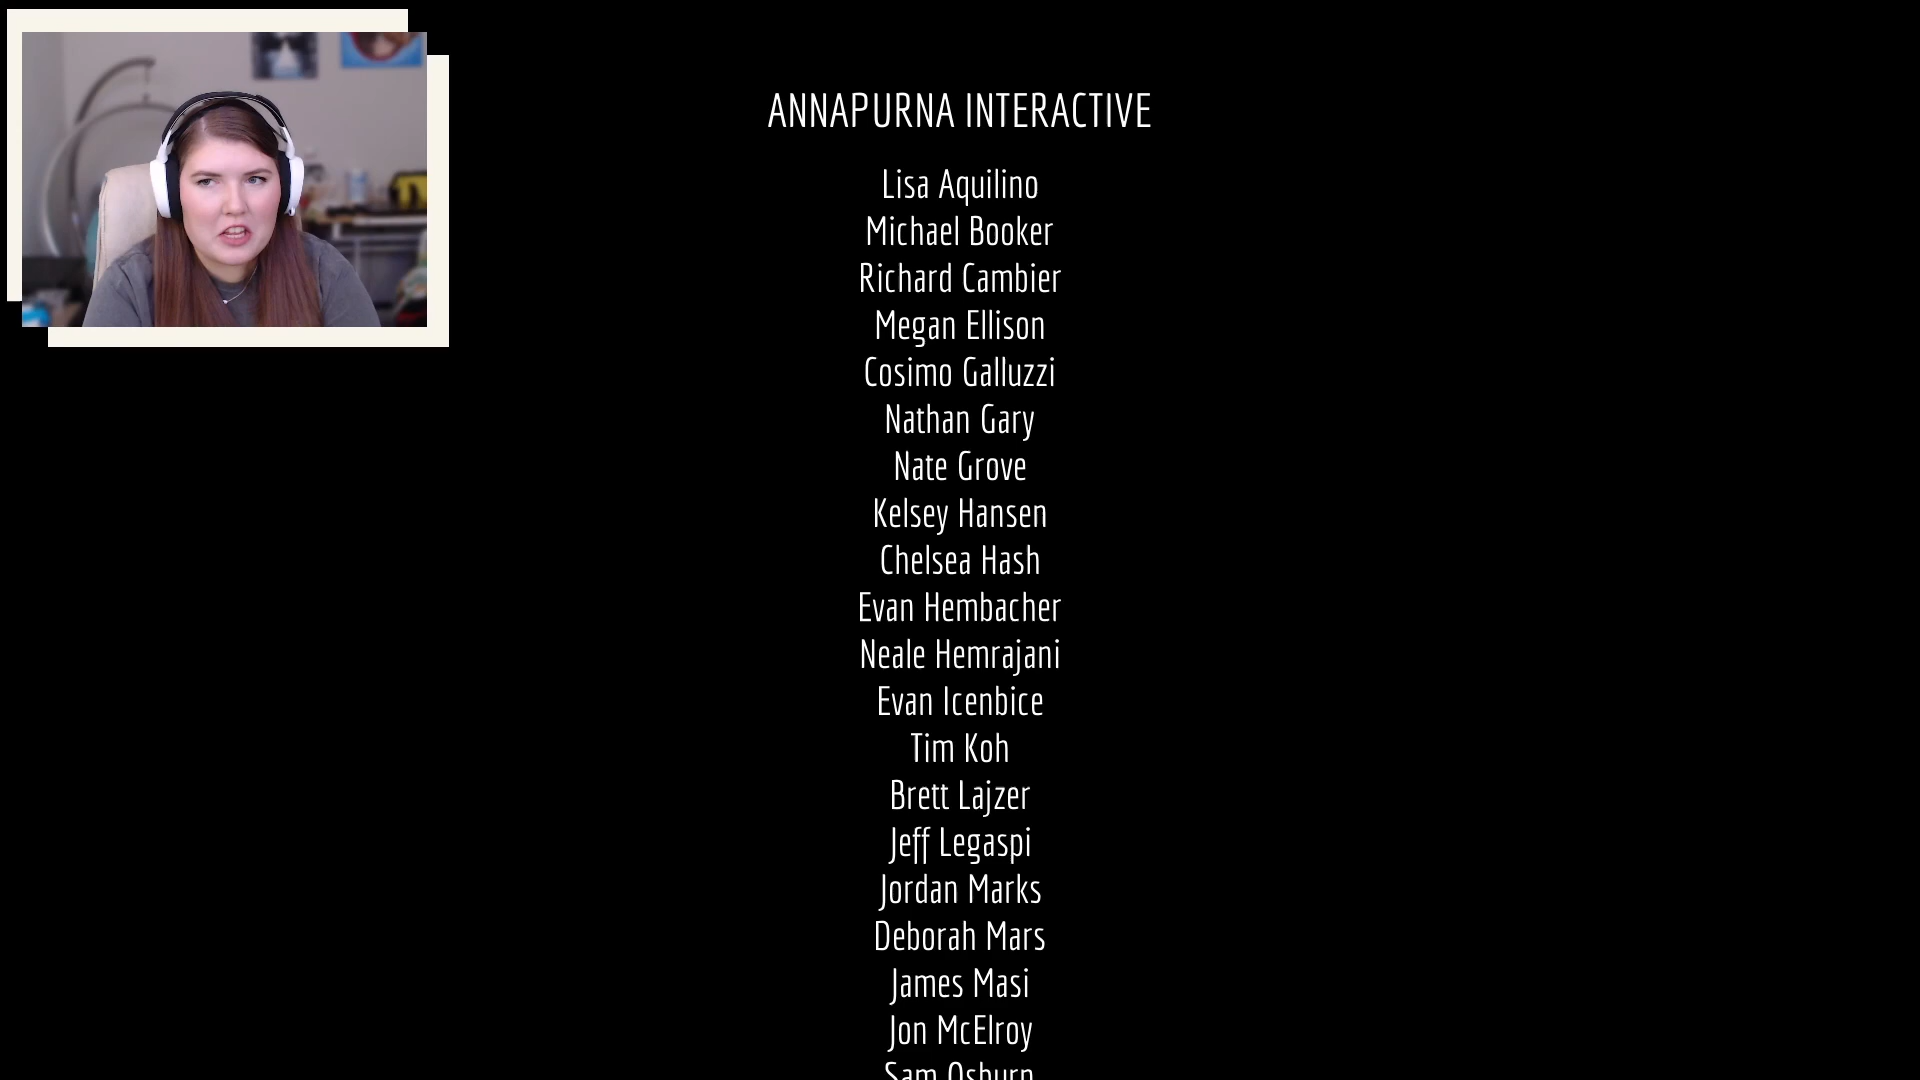 ANNAPURNA INTERACTIVE
Lisa Aquilino
Michael Booker
Richard Cambier
Megan Ellison
Cosimo Galluzzi
Nathan Gary
Nate Grove
Kelsey Hansen
Chelsea Hash
Evan Hembacher
Neale Hemrajani
Evan Icenbice
Tim Koh
Brett Lajzer
Jeff Legaspi
Jordan Marks
Deborah Mars
James Masi
Jon McElroy
Sam Osburn